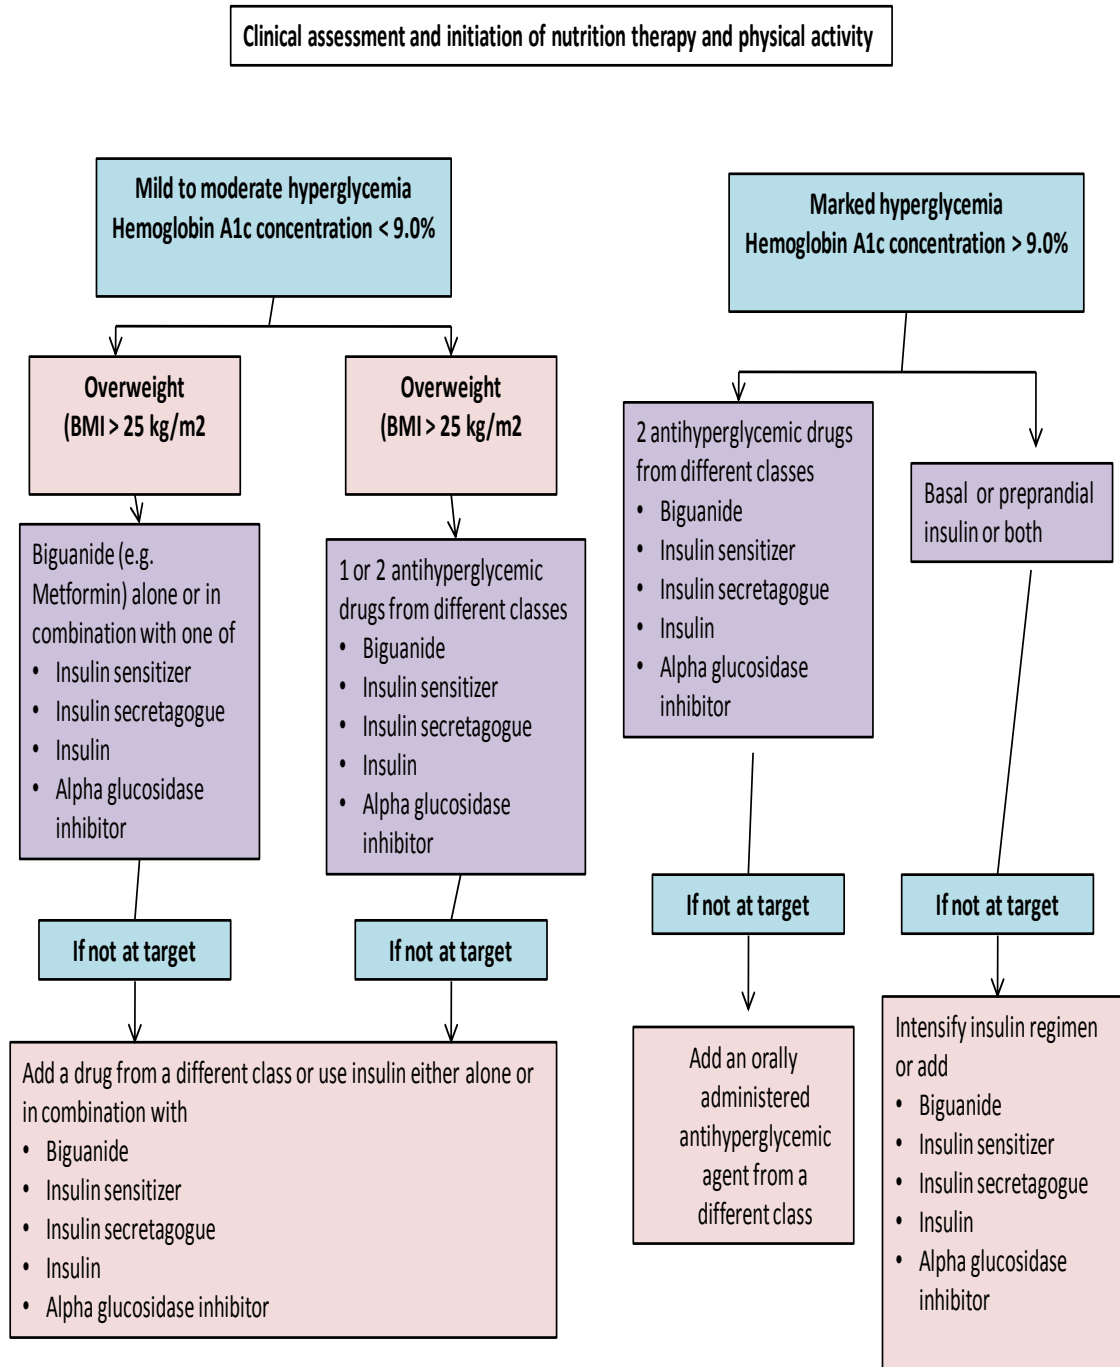 Clinical assessment and initiation of nutrition therapy and physical activity
Mild to moderate hyperglycemia
Hemoglobin A1c concentration < 9.0%
Marked hyperglycemia
Hemoglobin A1c concentration > 9.0%
Overweight
(BMI > 25 kg/m2
Overweight
(BMI > 25 kg/m2
2 antihyperglycemic drugs
from different classes
• Biguanide
• Insulin sensitizer
• Insulin secretagogue
• Insulin
• Alpha glucosidase
inhibitor
Basal or preprandial
insulin or both
Biguanide (e.g.
Metformin) alone or in
combination with one of
• Insulin sensitizer
• Insulin secretagogue
• Insulin
• Alpha glucosidase
inhibitor
1 or 2 antihyperglycemic
drugs from different classes
• Biguanide
• Insulin sensitizer
• Insulin secretagogue
• Insulin
• Alpha glucosidase
inhibitor
If not at target
If not at target
If not at target
If not at target
Add a drug from a different class or use insulin either alone or
in combination with
• Biguanide
• Insulin sensitizer
• Insulin secretagogue
• Insulin
• Alpha glucosidase inhibitor
Add an orally
administered
antihyperglycemic
agent from a
different class
Intensify insulin regimen
or add
• Biguanide
• Insulin sensitizer
• Insulin secretagogue
• Insulin
• Alpha glucosidase
inhibitor